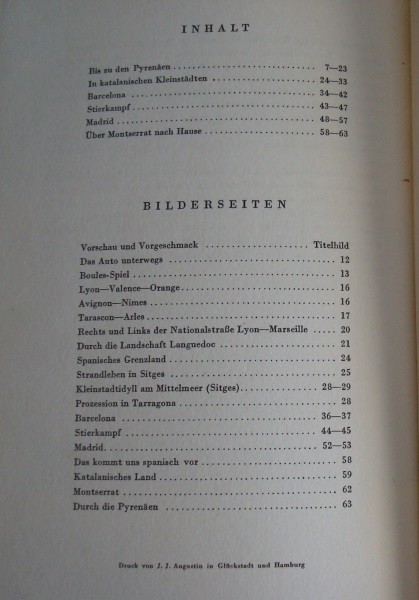 INHALT
Bis zu den Pyrenäen 7—23
In katalanischen Kleinstädten 24—33
Barcelona 34—42
Stierkampf 43—47
Madrid 48—57
Über Montserrat nach Hause 58—63
BILDERSEITEN
Vorschau und Vorgeschmack Titelbild
Das Auto unterwegs 12
Boules-Spiel 13
Lyon—Valence—Orange 16
Avignon—Nimes 16
Tarascon—Arles 17
Rechts und Links der Nationalstraße Lyon—Marseille 20
Durch die Landschaft Langnedoc 21
Spanisches Grenzland 24
Strandleben in Sitges 25
Kleinstadtidyll am Mittelmeer (Sitges) 28—29
Prozession in Tarragona 28
Barcelona 36—37
Stierkampf 44—45
Madrid 52—53
Das kommt uns spanisch vor 58
Katalanisches Land 59
Montserrat 62
Durch die Pyrenäen 63
Druck von J. J. Augustin in Glückstadt und Hamburg